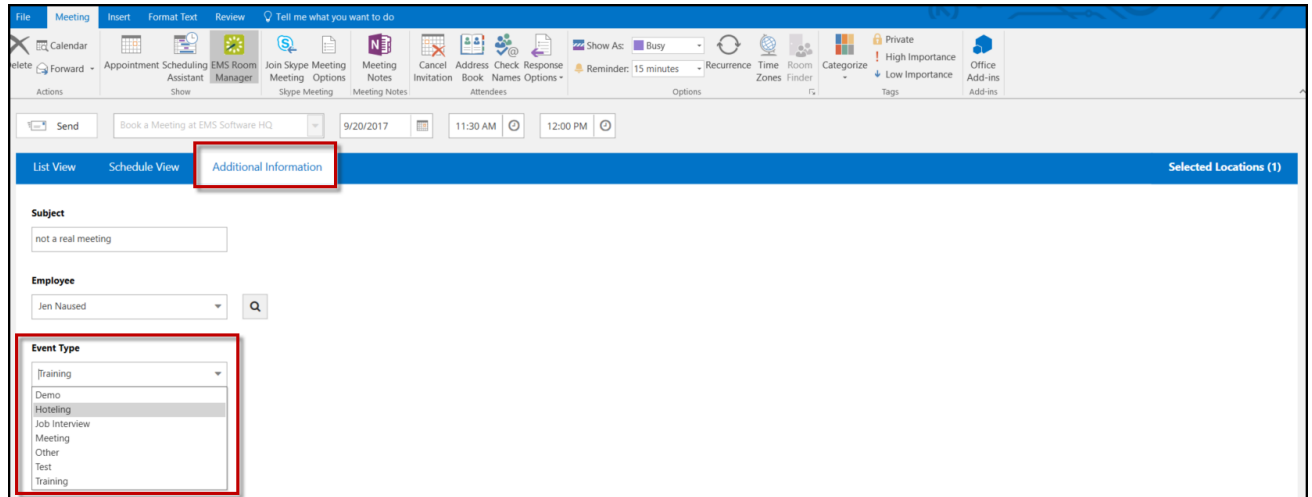 File Meeting Insert Format Text Review Tell me what you want to do
Calendar
elete Forward
Actions
Appointment Scheduling Assistant EMS Room Manager
Show
Join Skype Meeting Meeting Options
Skype Meeting
Meeting Notes
Meeting Notes
Cancel Invitation Address Book Check Names Response Options
Attendees
Show As: Busy
Reminder: 15 minutes
Recurrence Time Zones Room Finder
Options
Categorize
Private
High Importance
Low Importance
Tags
Office Add-ins
Add-ins
Send Book a Meeting at EMS Software HQ 9/20/2017 11:30 AM 12:00 PM
List View Schedule View Additional Information Selected Locations (1)
Subject
not a real meeting
Employee
Jen Naused
Event Type
Training
Demo
Hoteling
Job Interview
Meeting
Other
Test
Training